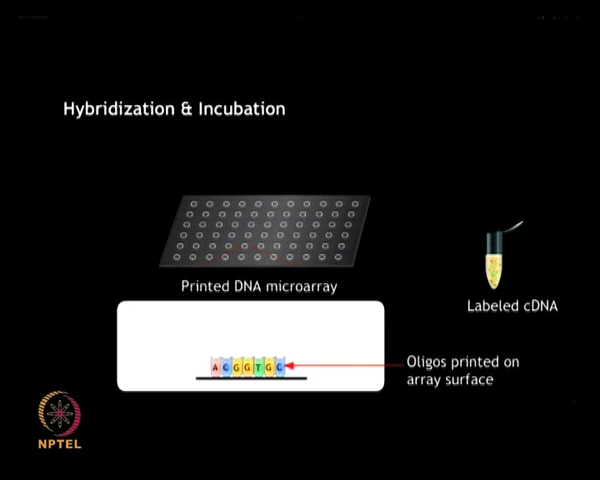 Hybridization & Incubation
Printed DNA microarray
Labeled cDNA
A C G G T G C
Oligos printed on
array surface
NPTEL